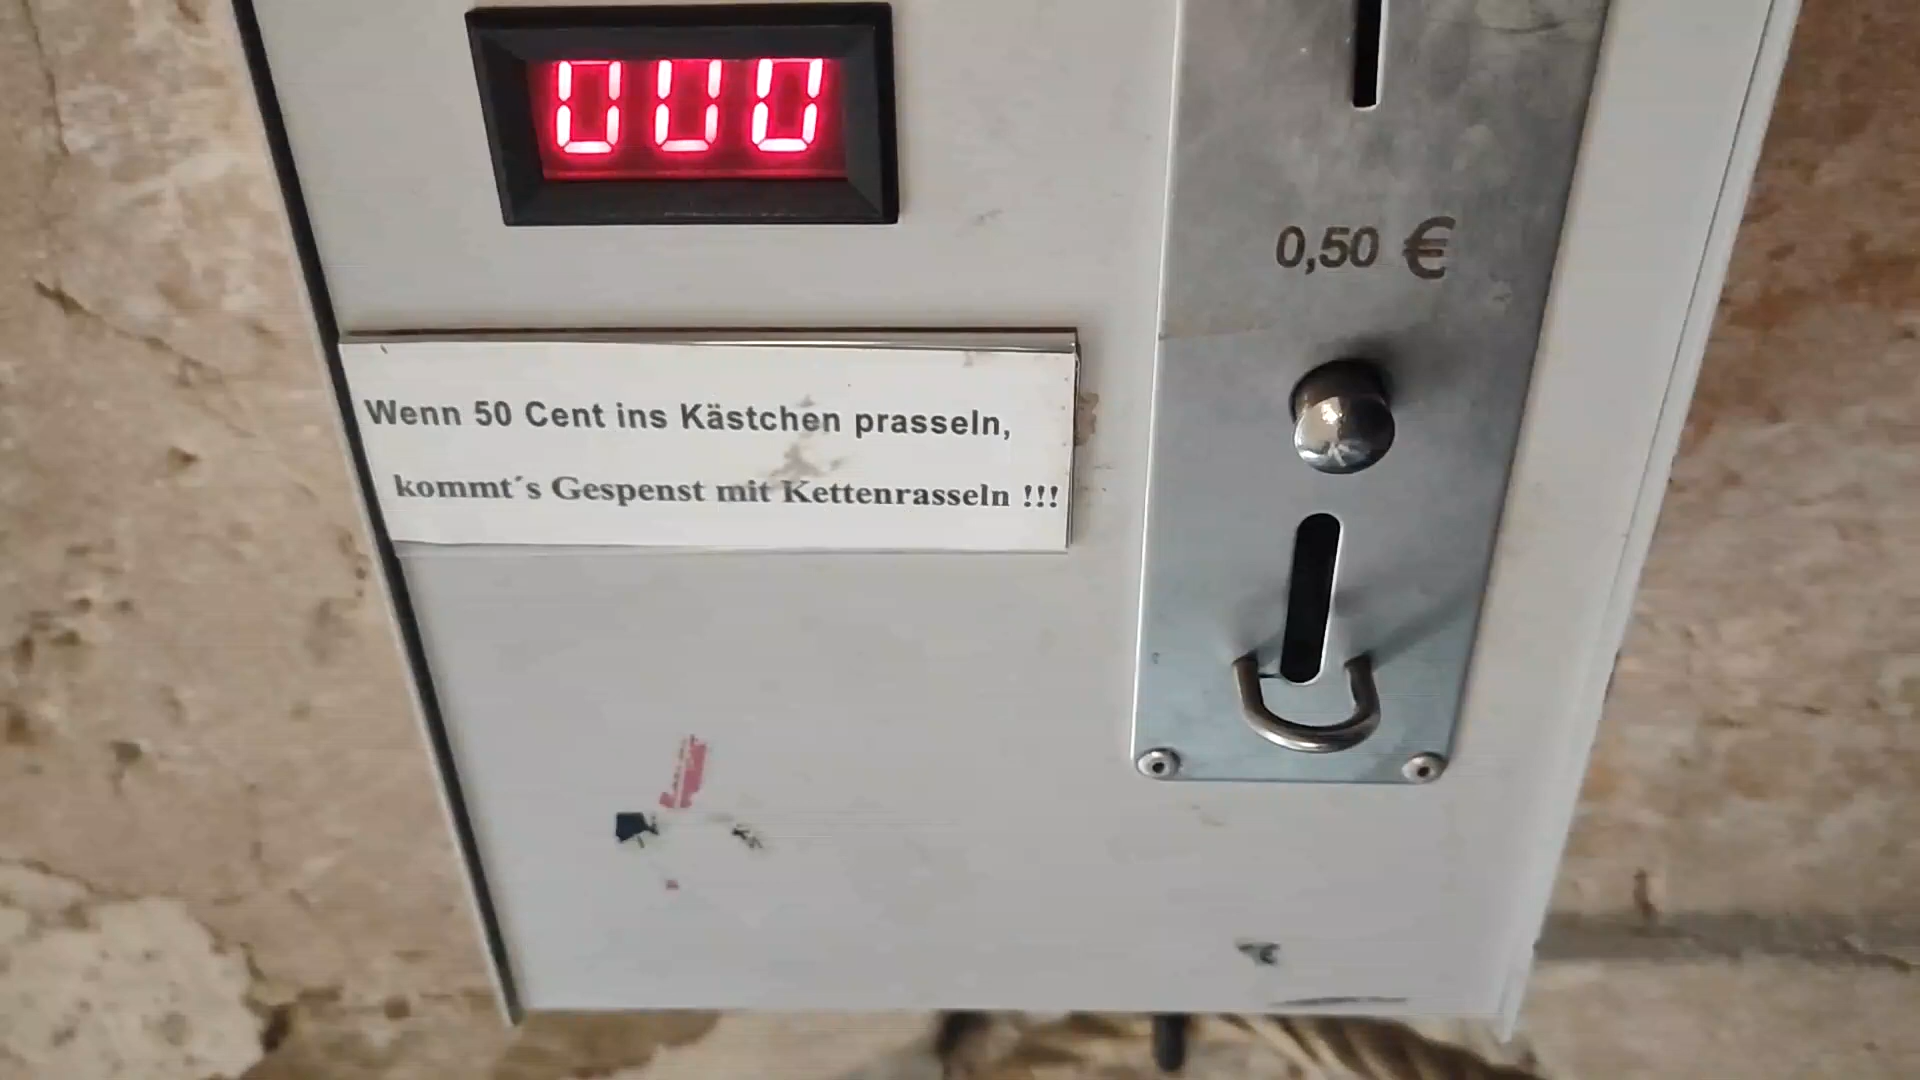 000
0,50 €
Wenn 50 Cent ins Kästchen prasseln,
kommt´s Gespenst mit Kettenrasseln !!!